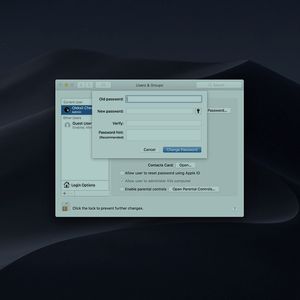 Users & Groups
Search
Current User
Admin
Other Users
Guest User
Old password:
New password:
Verify:
Password hint:
(Recommended)
Cancel
Change Password
Password...
Contacts Card:
Open...
Allow user to reset password using Apple ID
Allow user to administer this computer
Enable parental controls
Open Parental Controls...
Login Options
Click the lock to prevent further changes.